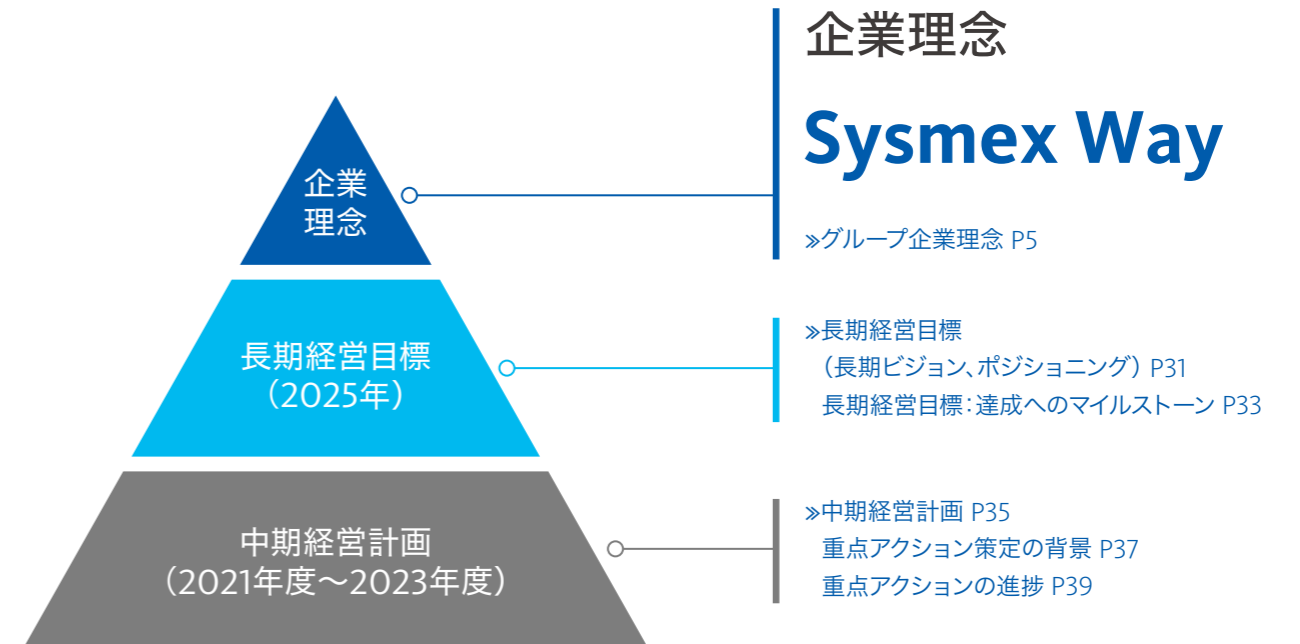 企業理念
Sysmex Way
≫グループ企業理念 P5
企業
理念
長期経営目標
（2025年）
≫長期経営目標
（長期ビジョン、ポジショニング） P31
長期経営目標：達成へのマイルストーン P33
中期経営計画
（2021年度～2023年度）
≫中期経営計画 P35
重点アクション策定の背景 P37
重点アクションの進捗 P39